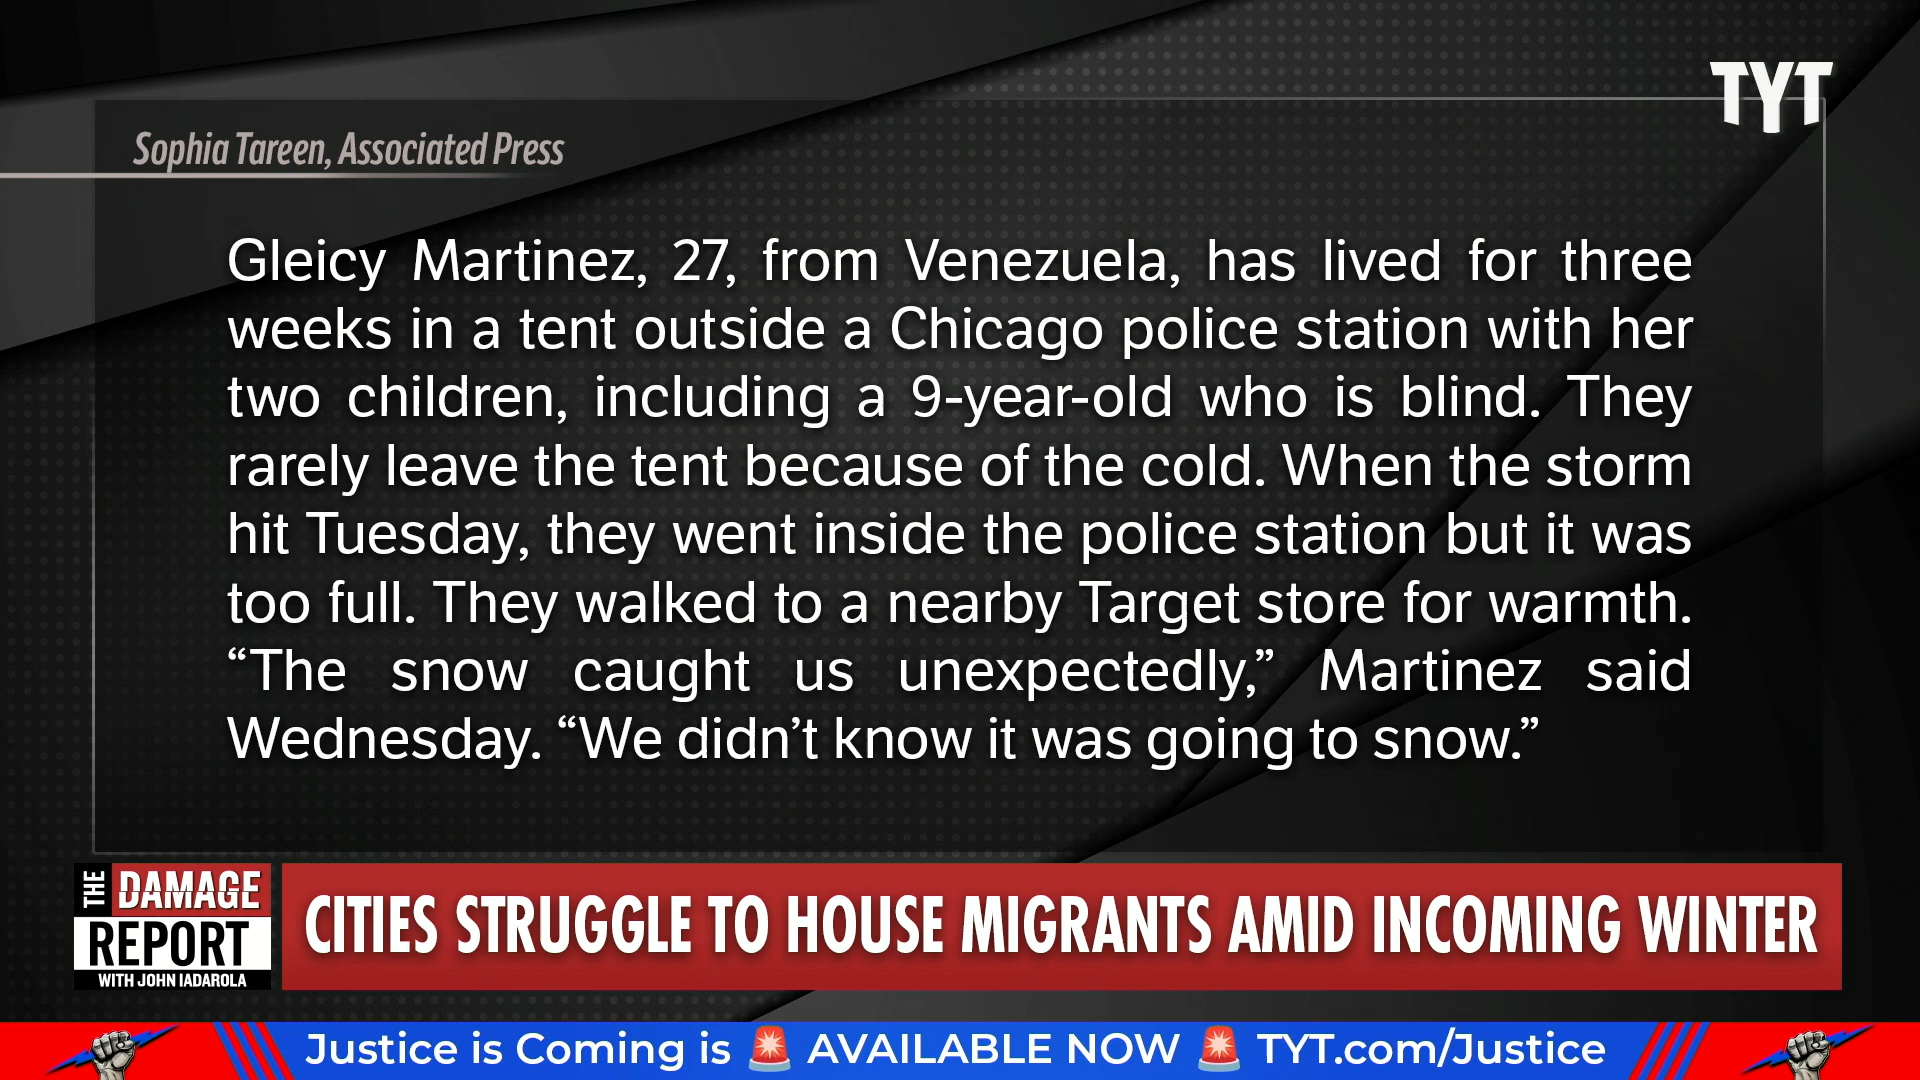 TYT
Sophia Tareen, Associated Press
Gleicy Martinez, 27, from Venezuela, has lived for three
weeks in a tent outside a Chicago police station with her
two children, including a 9-year-old who is blind. They
rarely leave the tent because of the cold. When the storm
hit Tuesday, they went inside the police station but it was
too full. They walked to a nearby Target store for warmth.
“The snow caught us unexpectedly,” Martinez said
Wednesday. “We didn’t know it was going to snow.”
THE DAMAGE
REPORT
WITH JOHN IADAROLA
CITIES STRUGGLE TO HOUSE MIGRANTS AMID INCOMING WINTER
Justice is Coming is 🚨 AVAILABLE NOW 🚨 TYT.com/Justice